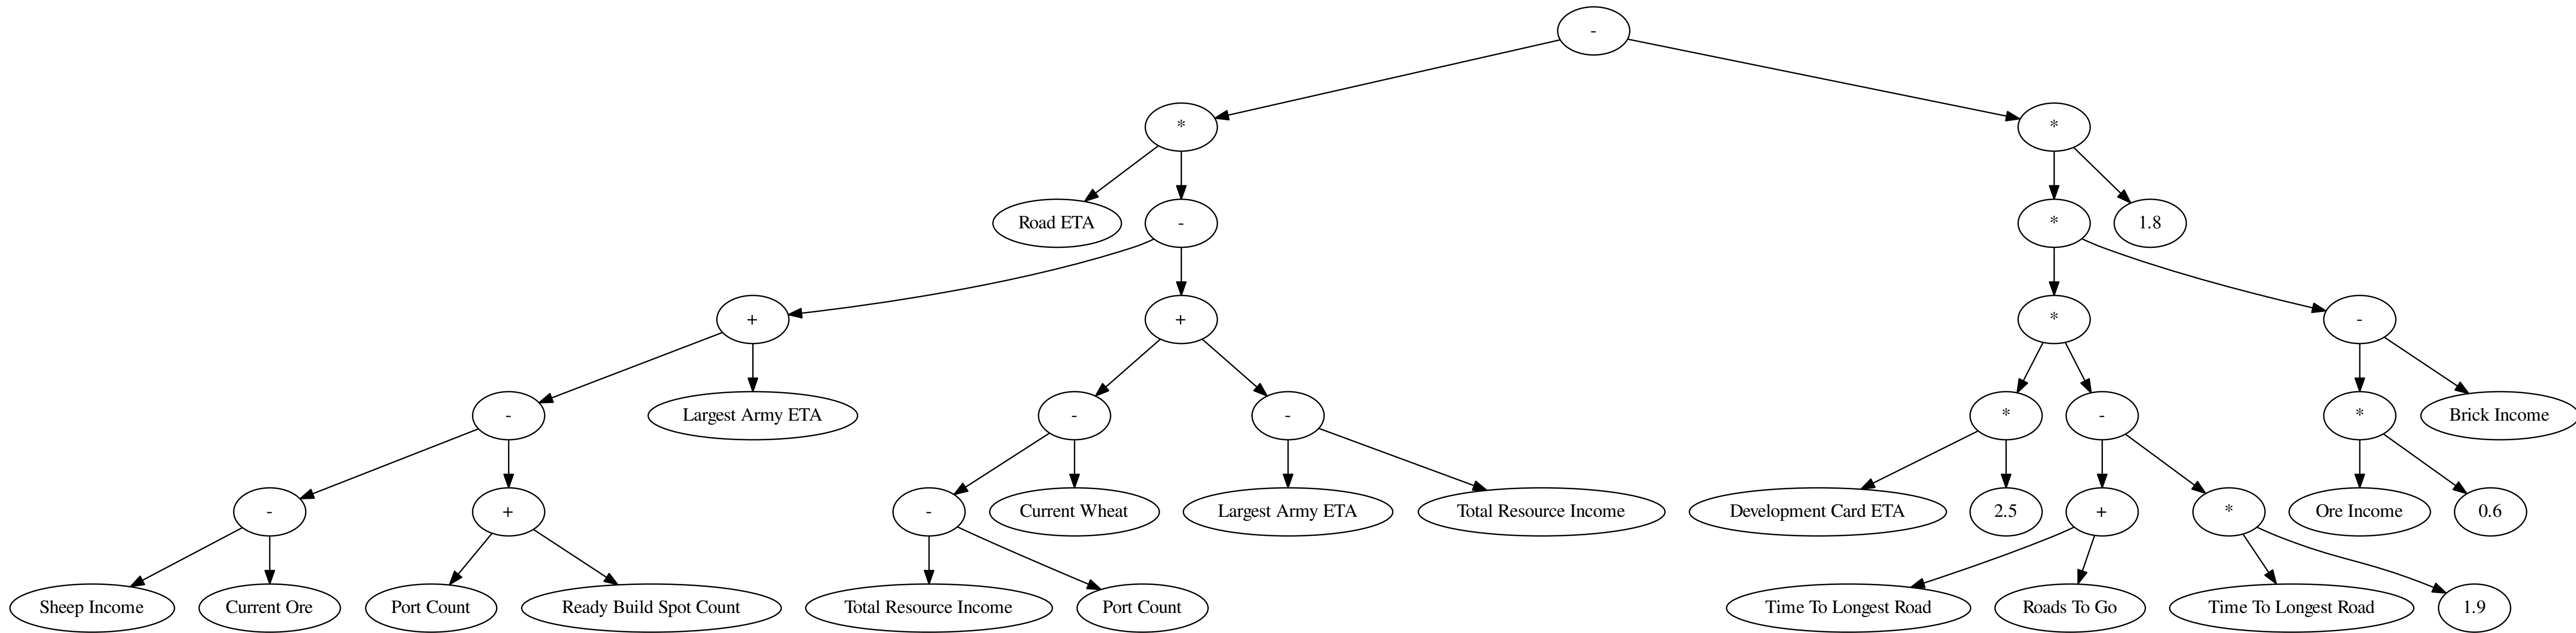 -
*
*
Road ETA
-
*
1.8
+
+
*
-
-
Largest Army ETA
-
-
*
-
*
Brick Income
-
+
-
Current Wheat
Largest Army ETA
Total Resource Income
Development Card ETA
2.5
+
*
Ore Income
0.6
Sheep Income
Current Ore
Port Count
Ready Build Spot Count
Total Resource Income
Port Count
Time To Longest Road
Roads To Go
Time To Longest Road
1.9